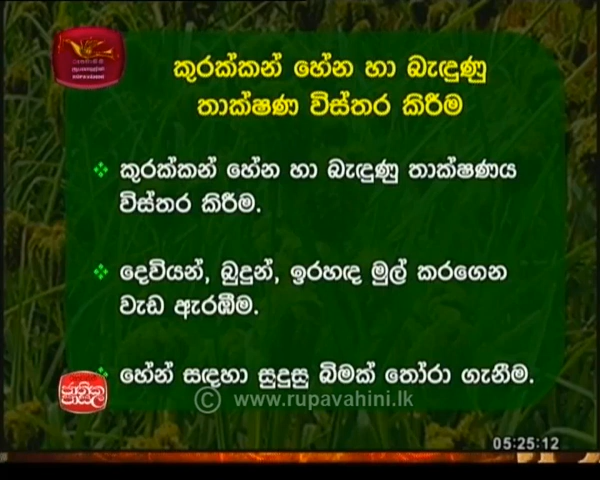 කුරක්කන් හේන හා බැඳුණු
තාක්ෂණ විස්තර කිරීම
කුරක්කන් හේන හා බැඳුණු තාක්ෂණය
විස්තර කිරීම.
දෙවියන්, බුදුන්, ඉරහඳ මුල් කරගෙන
වැඩ ඇරඹීම.
හේන් සඳහා සුදුසු බිමක් තෝරා ගැනීම.
ජාතික
පාසල
© www.rupavahini.lk
05:25:12